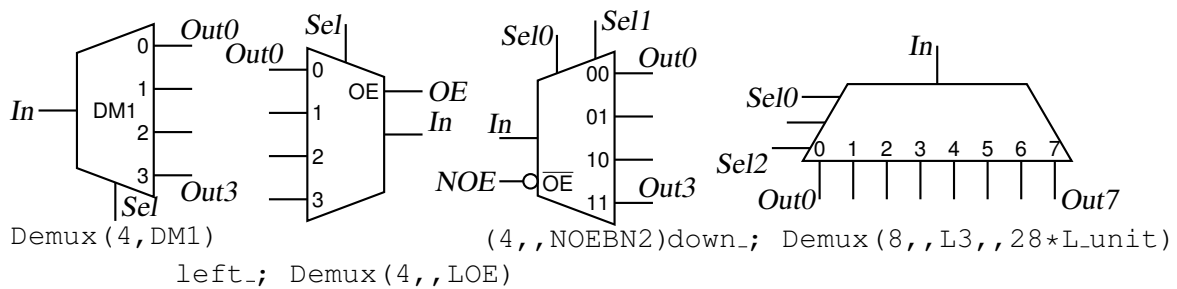 In
0
Out0
1
DM1
2
3
Out3
Sel
Demux(4,DM1)
Sel
Out0
0
OE
OE
1
In
2
3
left_; Demux(4,,LOE)
Sel0
Sel1
00
Out0
01
In
10
NOE
OE
11
Out3
(4,,NOEBN2)down_; Demux(8,,L3,,28*L_unit)
In
Sel0
Sel2
0 1 2 3 4 5 6 7
Out0
Out7